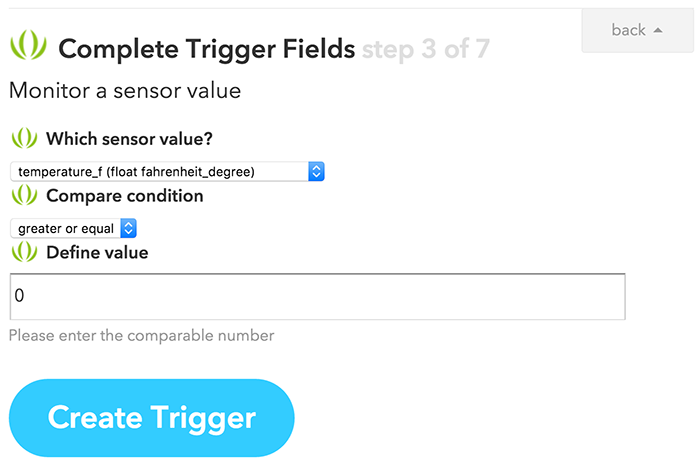 back
Complete Trigger Fields step 3 of 7
Monitor a sensor value
Which sensor value?
temperature_f (float fahrenheit_degree)
Compare condition
greater or equal
Define value
0
Please enter the comparable number
Create Trigger